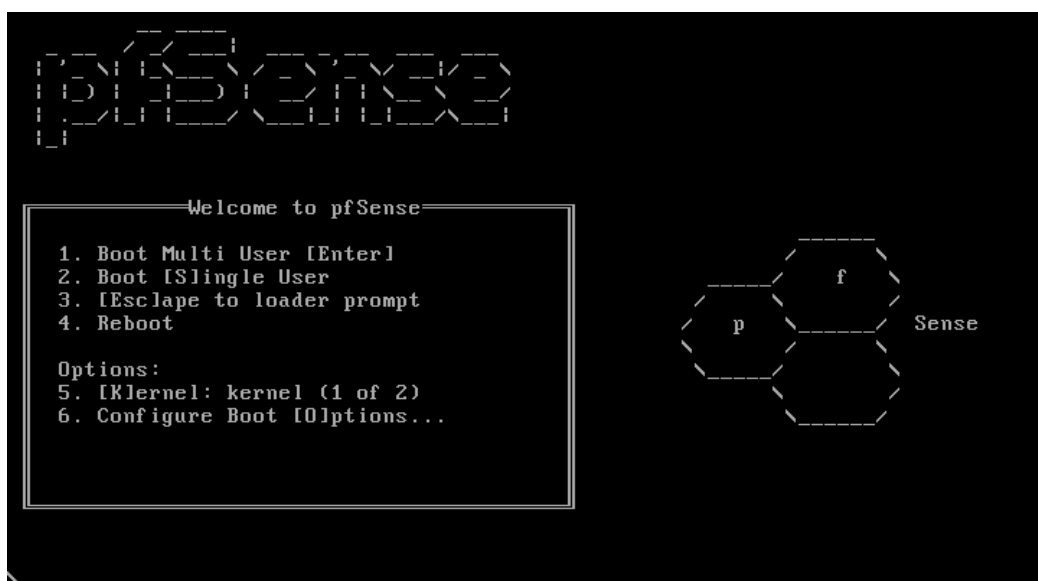 pfSense
Welcome to pfSense
1. Boot Multi User [Enter]
2. Boot [S]ingle User
3. [Esc]ape to loader prompt
4. Reboot
Options:
5. [K]ernel: kernel (1 of 2)
6. Configure Boot [O]ptions...
f
p
Sense